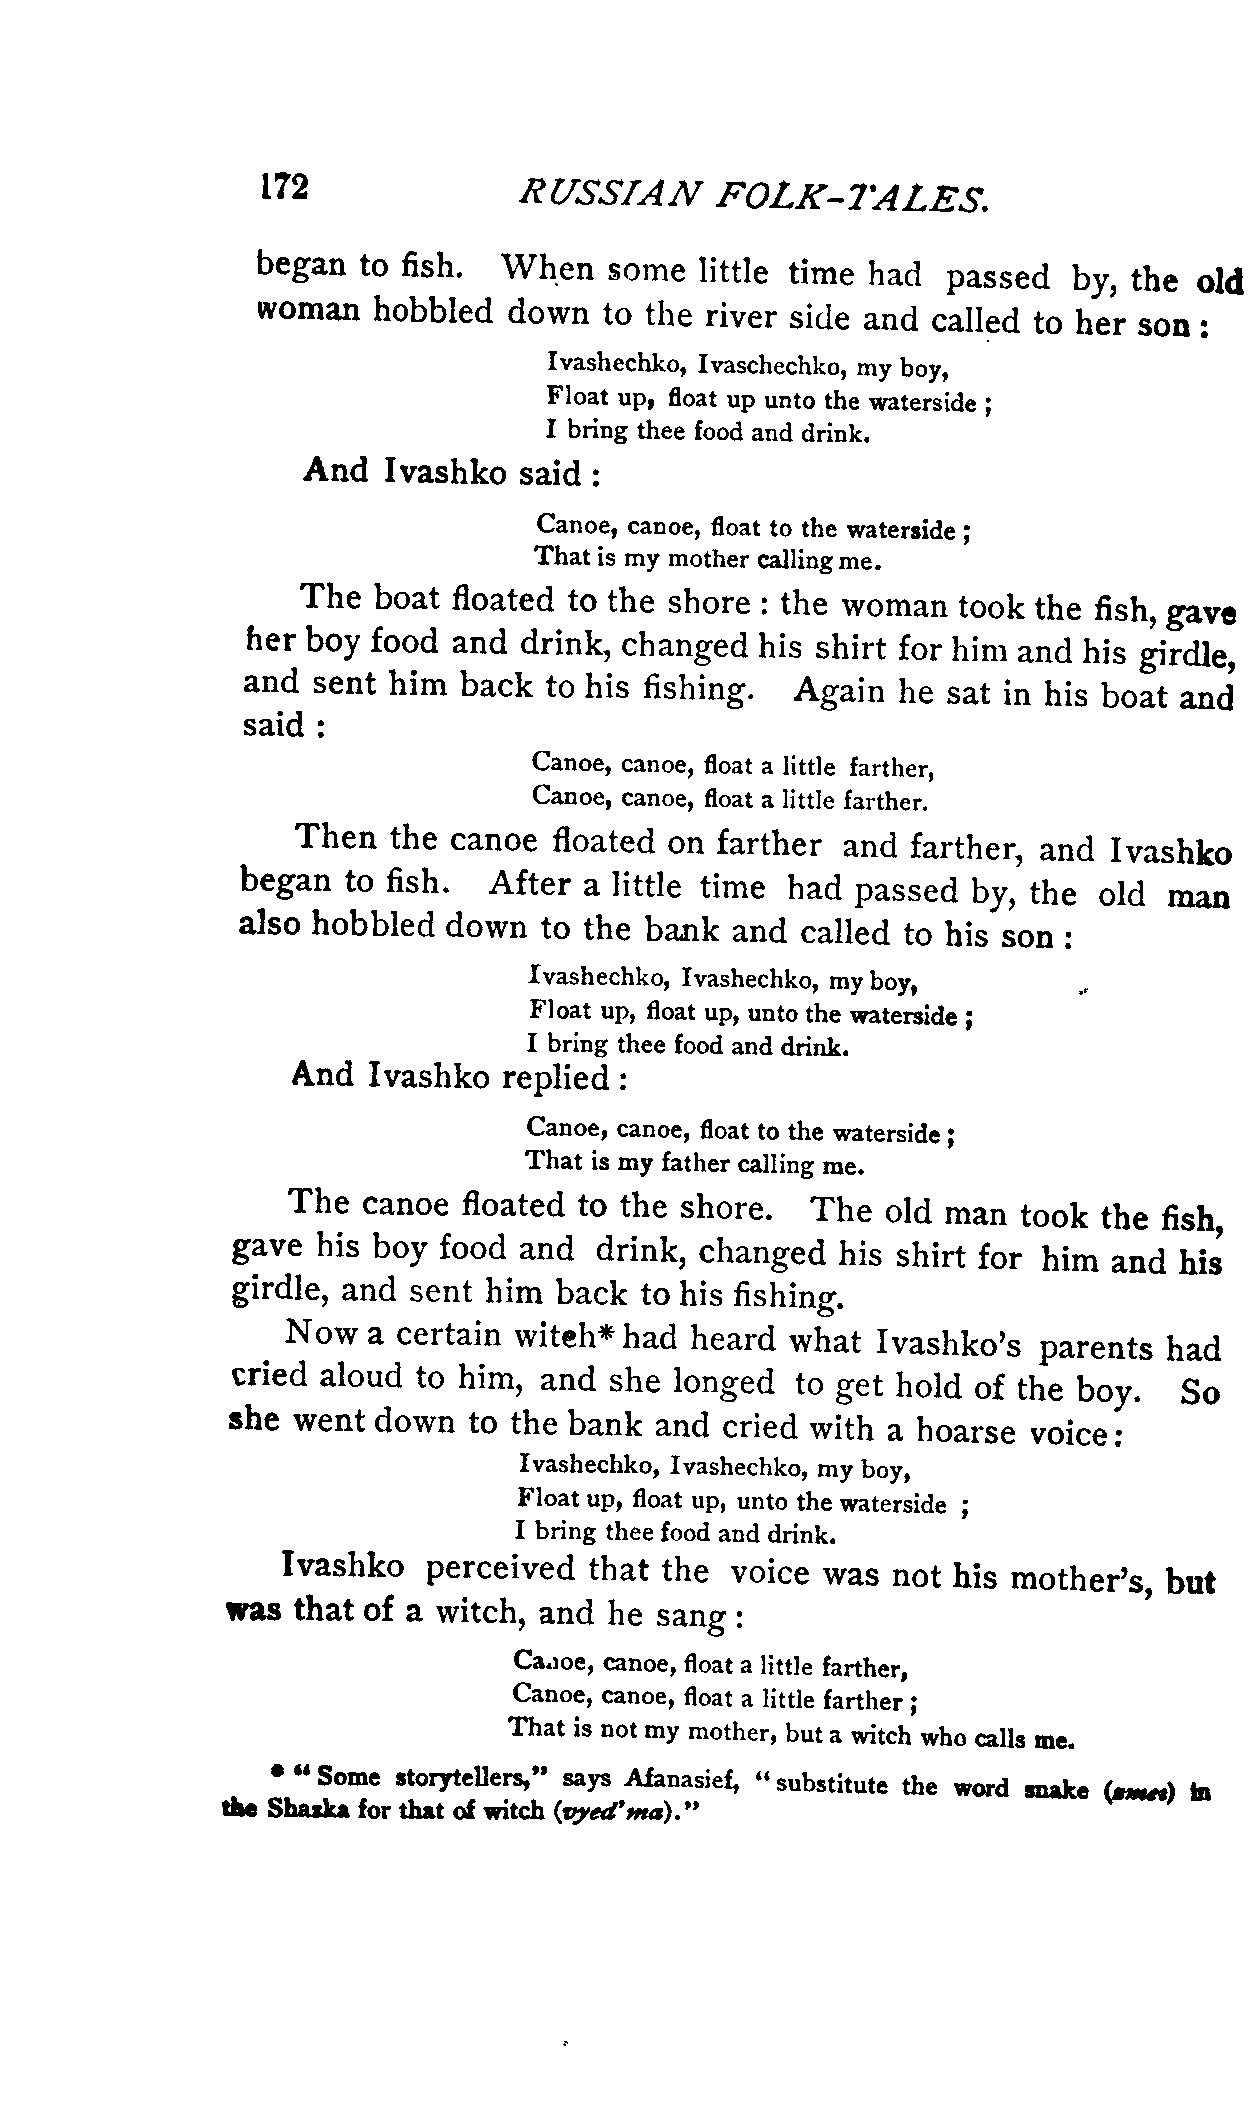 172 RUSSIAN FOLK-TALES.
began to fish. When some little time had passed by, the old
woman hobbled down to the river side and called to her son :
Ivashechko, Ivaschechko, my boy,
Float up, float up unto the waterside ;
I bring thee food and drink.
And Ivashko said :
Canoe, canoe, float to the waterside ;
That is my mother calling me.
The boat floated to the shore : the woman took the fish, gave
her boy food and drink, changed his shirt for him and his girdle,
and sent him back to his fishing. Again he sat in his boat and
said :
Canoe, canoe, float a little farther,
Canoe, canoe, float a little farther.
Then the canoe floated on farther and farther, and Ivashko
began to fish. After a little time had passed by, the old man
also hobbled down to the bank and called to his son :
Ivashechko, Ivashechko, my boy,
Float up, float up, unto the waterside ;
I bring thee food and drink.
And Ivashko replied :
Canoe, canoe, float to the waterside ;
That is my father calling me.
The canoe floated to the shore. The old man took the fish,
gave his boy food and drink, changed his shirt for him and his
girdle, and sent him back to his fishing.
Now a certain witch* had heard what Ivashko's parents had
cried aloud to him, and she longed to get hold of the boy. So
she went down to the bank and cried with a hoarse voice :
Ivashechko, Ivashechko, my boy,
Float up, float up, unto the waterside ;
I bring thee food and drink.
Ivashko perceived that the voice was not his mother's, but
was that of a witch, and he sang :
Canoe, canoe, float a little farther,
Canoe, canoe, float a little farther ;
That is not my mother, but a witch who calls me.
* "Some storytellers," says Afanasief, "substitute the word snake in
the Shazka for that of witch (vyed'ma)."